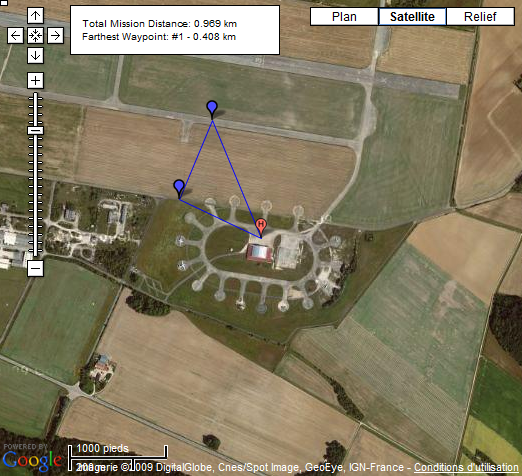 Total Mission Distance: 0.969 km
Farthest Waypoint: #1 - 0.408 km
Plan
Satellite
Relief
H
POWERED BY
Google
1000 pieds
200 m
Imagerie ©2009 DigitalGlobe, Cnes/Spot Image, GeoEye, IGN-France - Conditions d'utilisation